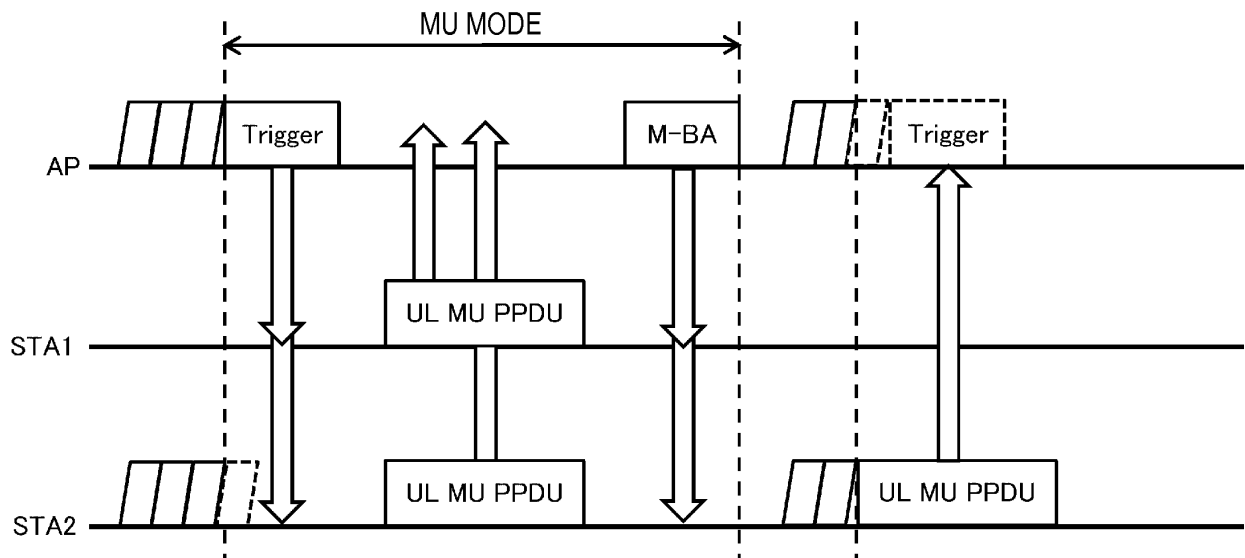 MU MODE
Trigger
M-BA
Trigger
AP
UL MU PPDU
STA1
UL MU PPDU
UL MU PPDU
STA2